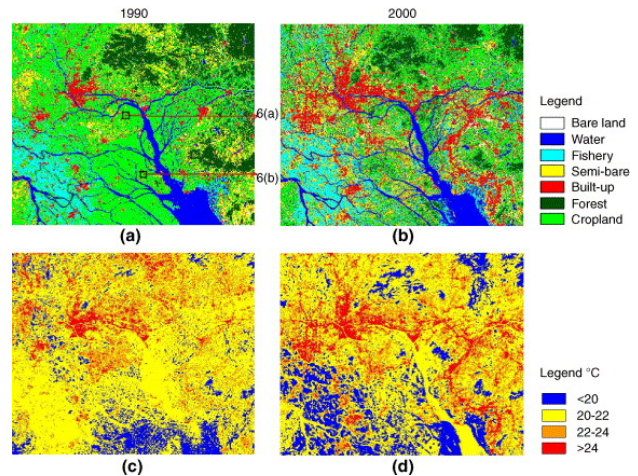 1990
2000
6(a)
6(b)
(a)
(b)
Legend
Bare land
Water
Fishery
Semi-bare
Built-up
Forest
Cropland
(c)
(d)
Legend °C
<20
20-22
22-24
>24